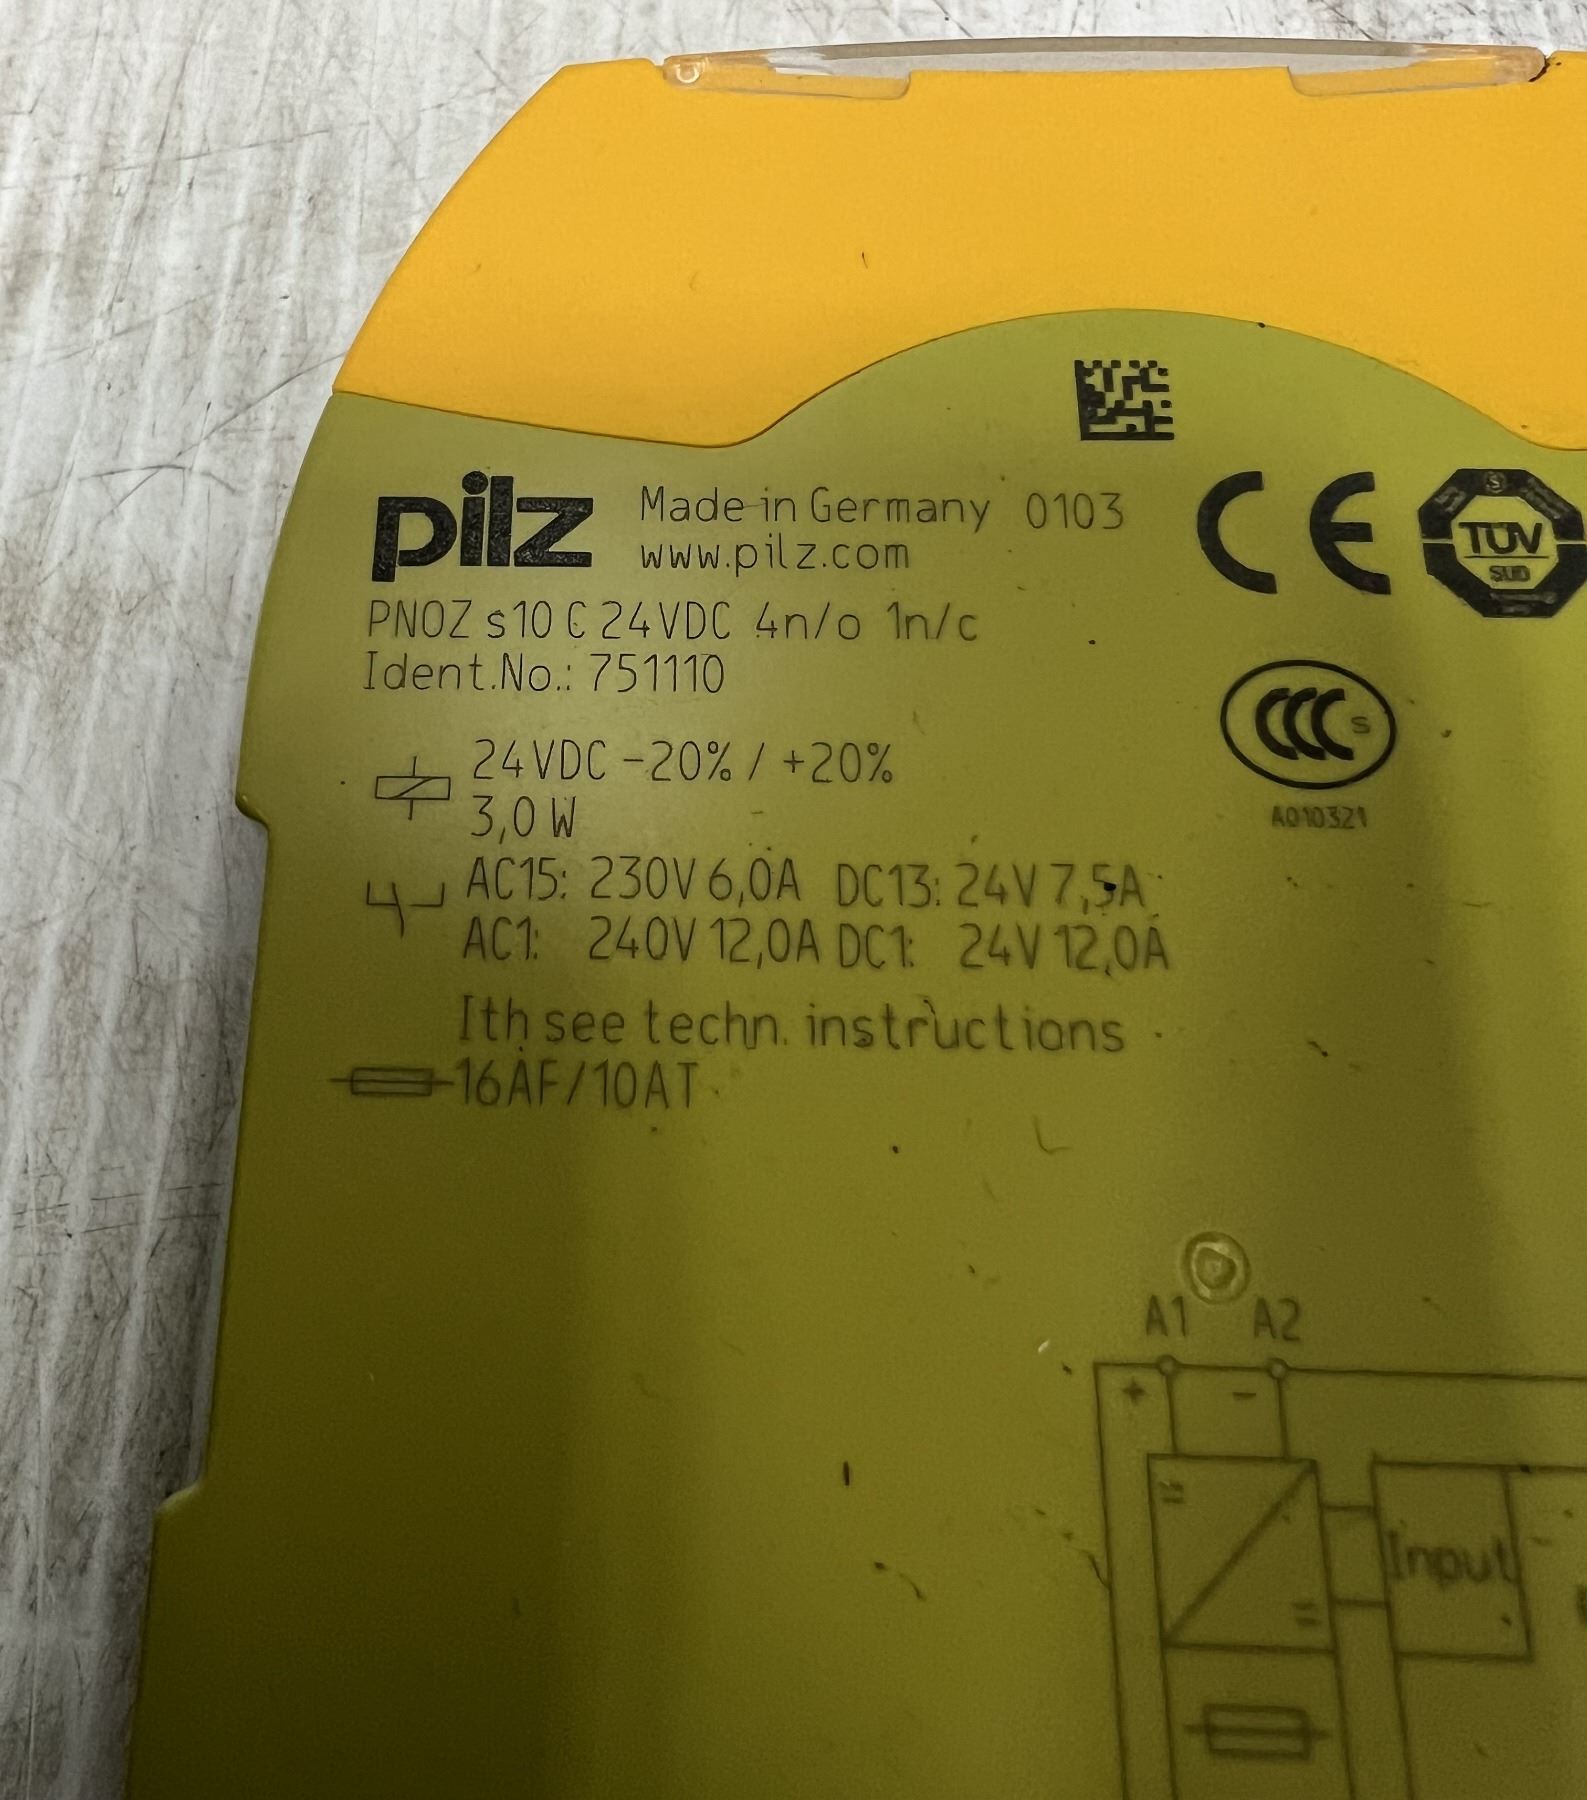 pilz Made in Germany 0103
www.pilz.com
CE
TÜV
SÜD
PNOZ s10 C 24VDC 4n/o 1n/c
Ident.No.: 751110
CCC S
A010321
24VDC -20% / +20%
3,0 W
AC15: 230V 6,0A DC13: 24V 7,5A
AC1: 240V 12,0A DC1: 24V 12,0A
Ith see techn. instructions
16AF/10AT
A1 A2
+ -
= 
Input
=